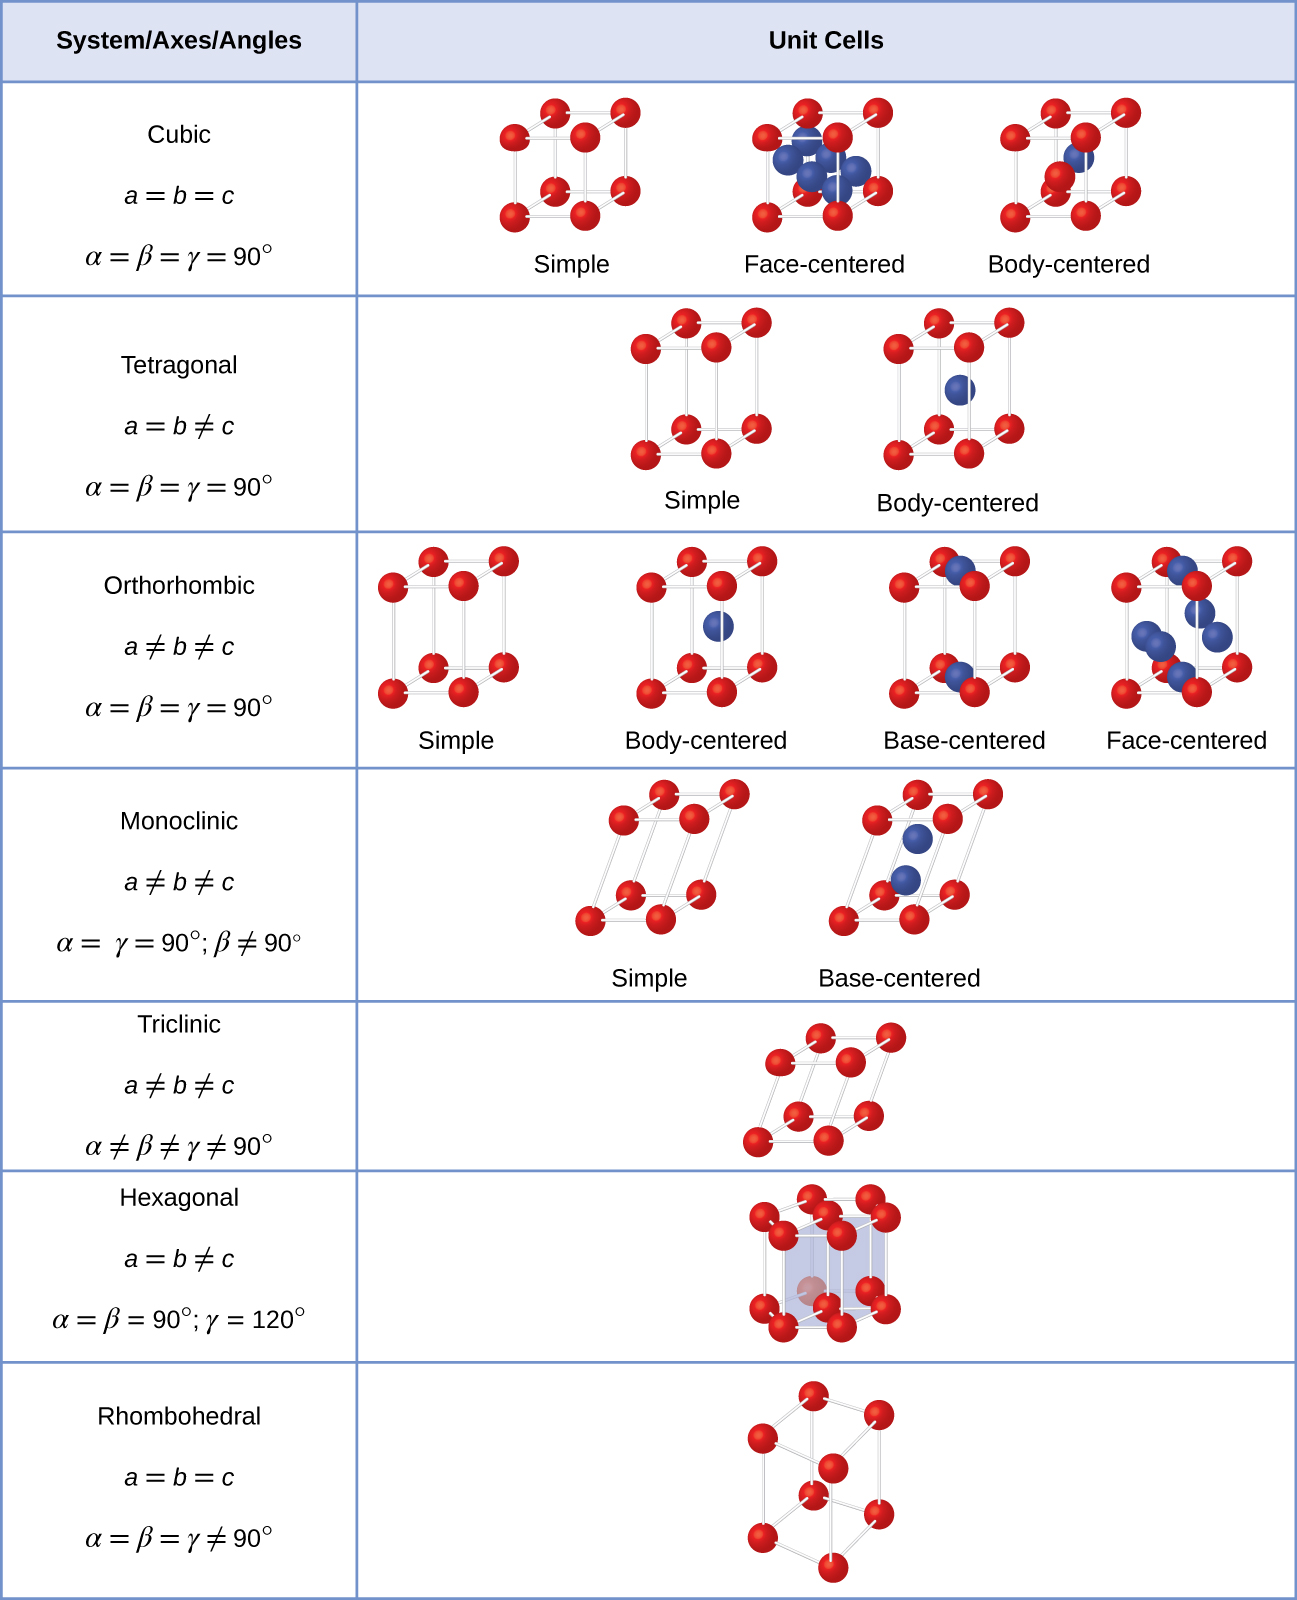 System/Axes/Angles
Unit Cells
Cubic
a = b = c
α = β = γ = 90°
Simple
Face-centered
Body-centered
Tetragonal
a = b ≠ c
α = β = γ = 90°
Simple
Body-centered
Orthorhombic
a ≠ b ≠ c
α = β = γ = 90°
Simple
Body-centered
Base-centered
Face-centered
Monoclinic
a ≠ b ≠ c
α = γ = 90°; β ≠ 90°
Simple
Base-centered
Triclinic
a ≠ b ≠ c
α ≠ β ≠ γ ≠ 90°
Hexagonal
a = b ≠ c
α = β = 90°; γ = 120°
Rhombohedral
a = b = c
α = β = γ ≠ 90°